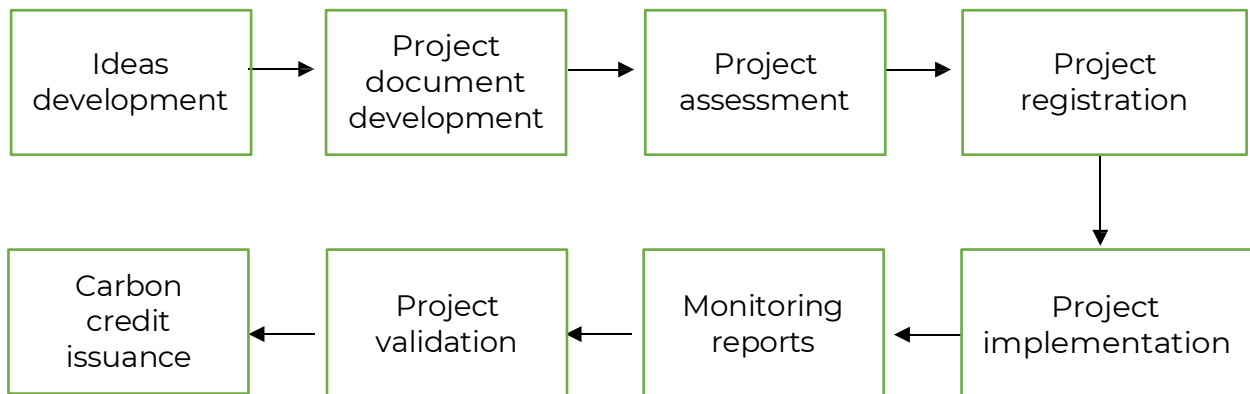 Ideas
development
Project
document
development
Project
assessment
Project
registration
Project
implementation
Monitoring
reports
Project
validation
Carbon
credit
issuance